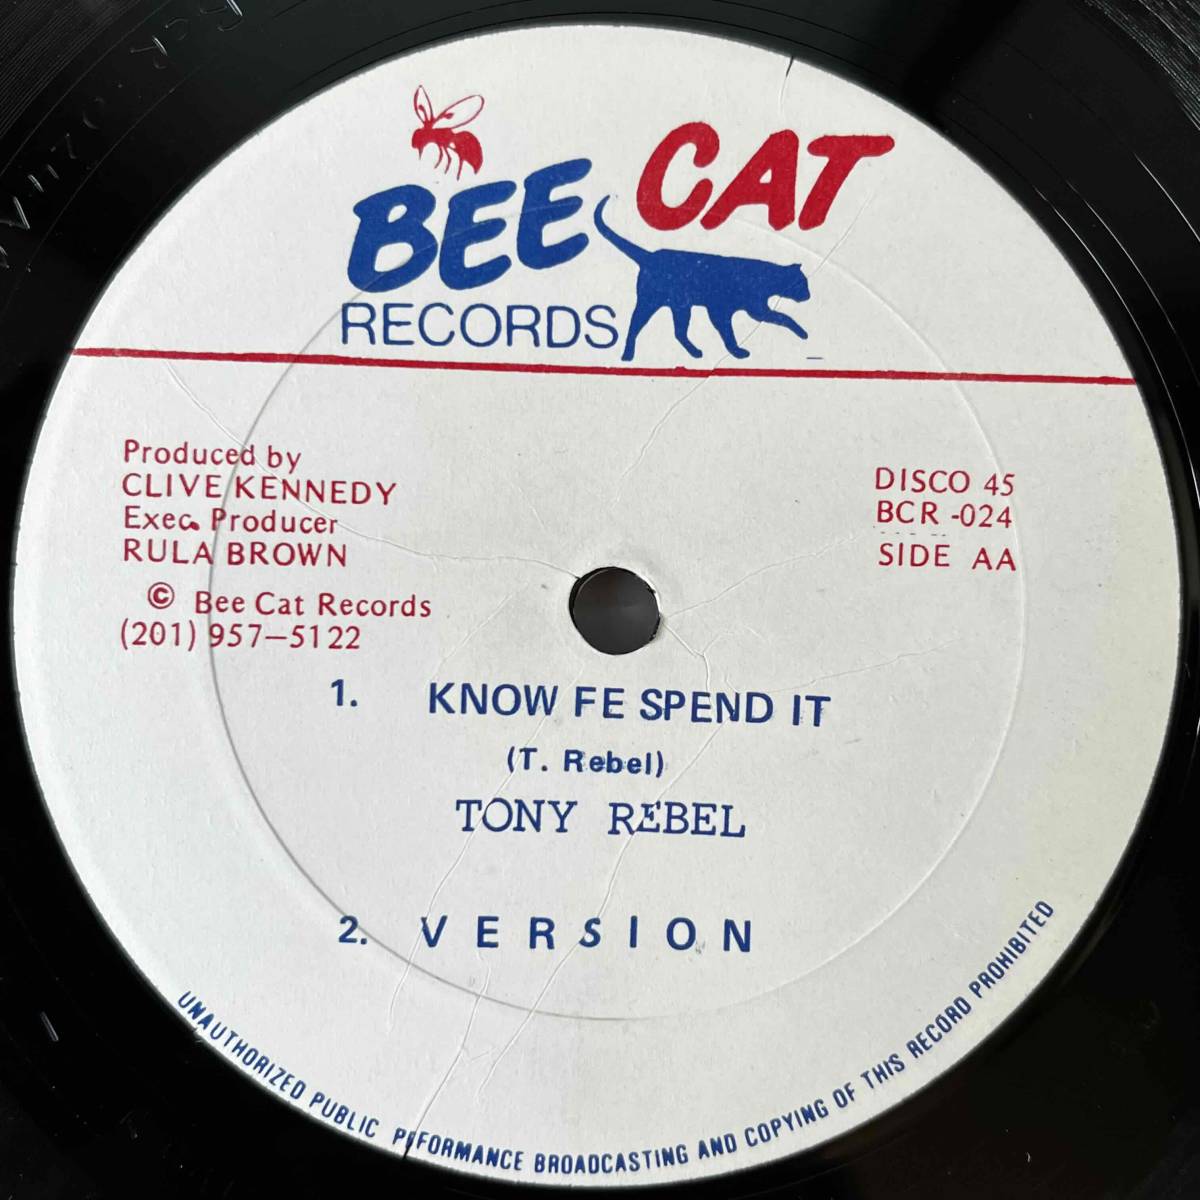 BEE CAT
RECORDS
Produced by
CLIVE KENNEDY
Exec. Producer
RULA BROWN
© Bee Cat Records
(201) 957-5122
DISCO 45
BCR -024
SIDE AA
1. KNOW FE SPEND IT
(T. Rebel)
TONY REBEL
2. VERSION
UNAUTHORIZED PUBLIC PFFORMANCE BROADCASTING AND COPYING OF THIS RECORD PROHIBITED